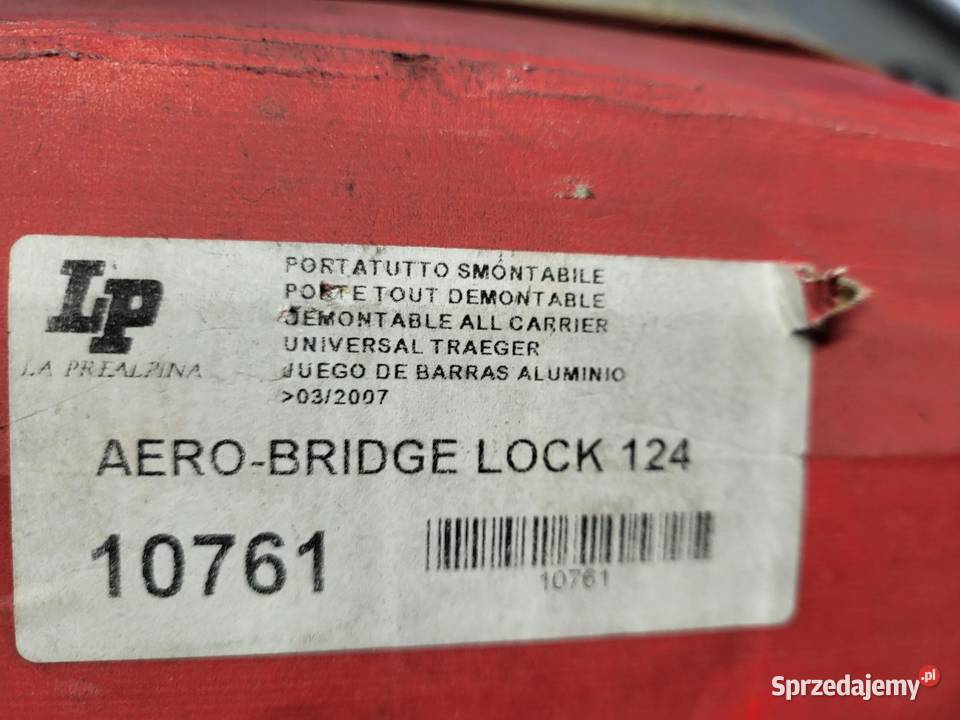 LP
LA PREALPINA
PORTATUTTO SMONTABILE
PORTE TOUT DEMONTABLE
DEMONTABLE ALL CARRIER
UNIVERSAL TRAEGER
JUEGO DE BARRAS ALUMINIO
>03/2007
AERO-BRIDGE LOCK 124
10761
10761
Sprzedajemy.pl